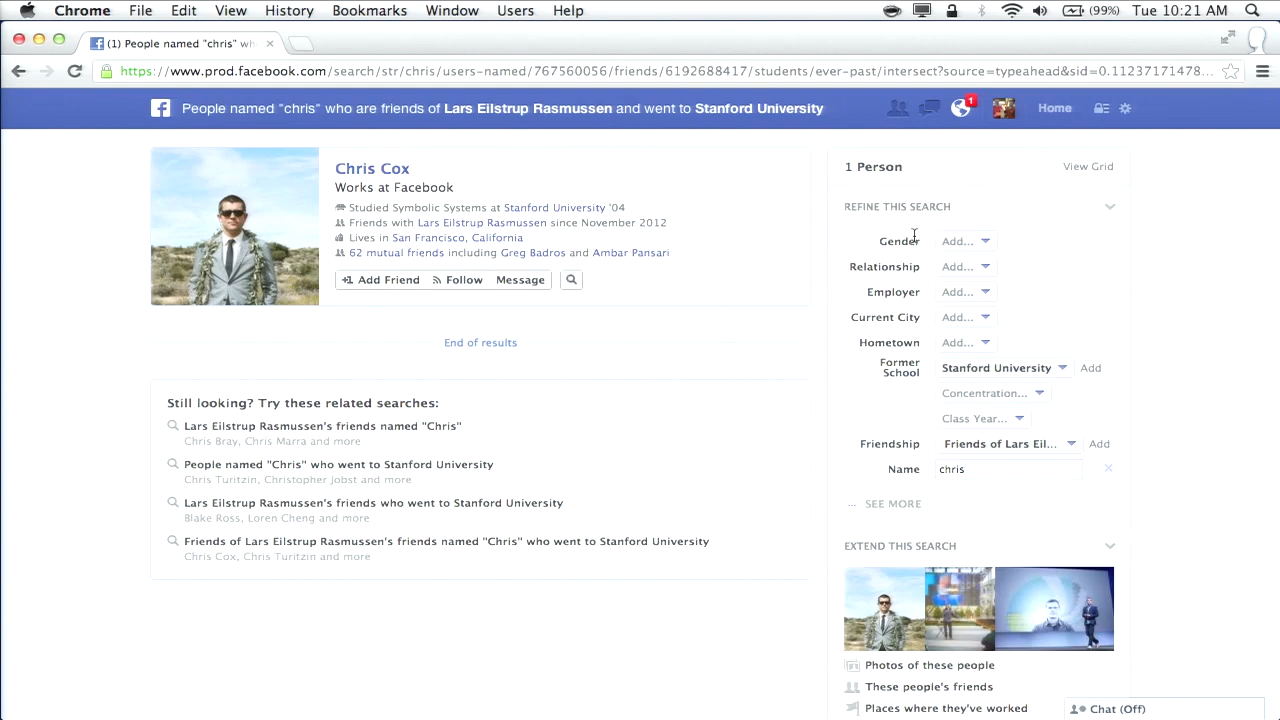 Chrome File Edit View History Bookmarks Window Users Help (99%) Tue 10:21 AM
(1) People named "chris" wh
https://www.prod.facebook.com/search/str/chris/users-named/767560056/friends/6192688417/students/ever-past/intersect?source=typeahead&sid=0.11237171478...
People named "chris" who are friends of Lars Eilstrup Rasmussen and went to Stanford University 1 Home
Chris Cox
Works at Facebook
Studied Symbolic Systems at Stanford University '04
Friends with Lars Eilstrup Rasmussen since November 2012
Lives in San Francisco, California
62 mutual friends including Greg Badros and Ambar Pansari
+1 Add Friend Follow Message
End of results
Still looking? Try these related searches:
Lars Eilstrup Rasmussen's friends named "Chris"
Chris Bray, Chris Marra and more
People named "Chris" who went to Stanford University
Chris Turitzin, Christopher Jobst and more
Lars Eilstrup Rasmussen's friends who went to Stanford University
Blake Ross, Loren Cheng and more
Friends of Lars Eilstrup Rasmussen's friends named "Chris" who went to Stanford University
Chris Cox, Chris Turitzin and more
1 Person View Grid
REFINE THIS SEARCH
Gender Add...
Relationship Add...
Employer Add...
Current City Add...
Hometown Add...
Former School Stanford University Add
Concentration...
Class Year...
Friendship Friends of Lars Eil... Add
Name chris
... SEE MORE
EXTEND THIS SEARCH
Photos of these people
These people's friends
Places where they've worked
Chat (Off)